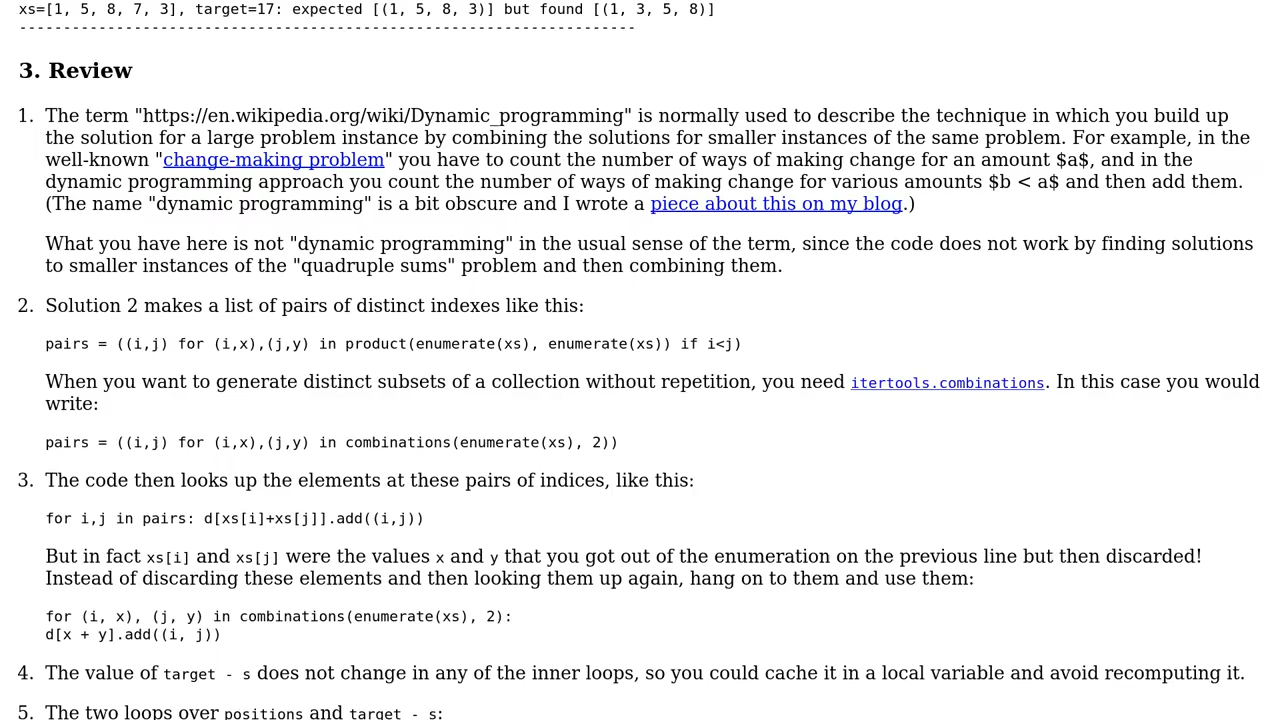 xs=[1, 5, 8, 7, 3], target=17: expected [(1, 5, 8, 3)] but found [(1, 3, 5, 8)]
----------------------------------------------------------------------
3. Review
1. The term "https://en.wikipedia.org/wiki/Dynamic_programming" is normally used to describe the technique in which you build up
the solution for a large problem instance by combining the solutions for smaller instances of the same problem. For example, in the
well-known "change-making problem" you have to count the number of ways of making change for an amount $a$, and in the
dynamic programming approach you count the number of ways of making change for various amounts $b < a$ and then add them.
(The name "dynamic programming" is a bit obscure and I wrote a piece about this on my blog.)
What you have here is not "dynamic programming" in the usual sense of the term, since the code does not work by finding solutions
to smaller instances of the "quadruple sums" problem and then combining them.
2. Solution 2 makes a list of pairs of distinct indexes like this:
pairs = ((i,j) for (i,x),(j,y) in product(enumerate(xs), enumerate(xs)) if i<j)
When you want to generate distinct subsets of a collection without repetition, you need itertools.combinations. In this case you would
write:
pairs = ((i,j) for (i,x),(j,y) in combinations(enumerate(xs), 2))
3. The code then looks up the elements at these pairs of indices, like this:
for i,j in pairs: d[xs[i]+xs[j]].add((i,j))
But in fact xs[i] and xs[j] were the values x and y that you got out of the enumeration on the previous line but then discarded!
Instead of discarding these elements and then looking them up again, hang on to them and use them:
for (i, x), (j, y) in combinations(enumerate(xs), 2):
d[x + y].add((i, j))
4. The value of target - s does not change in any of the inner loops, so you could cache it in a local variable and avoid recomputing it.
5. The two loops over positions and target - s: